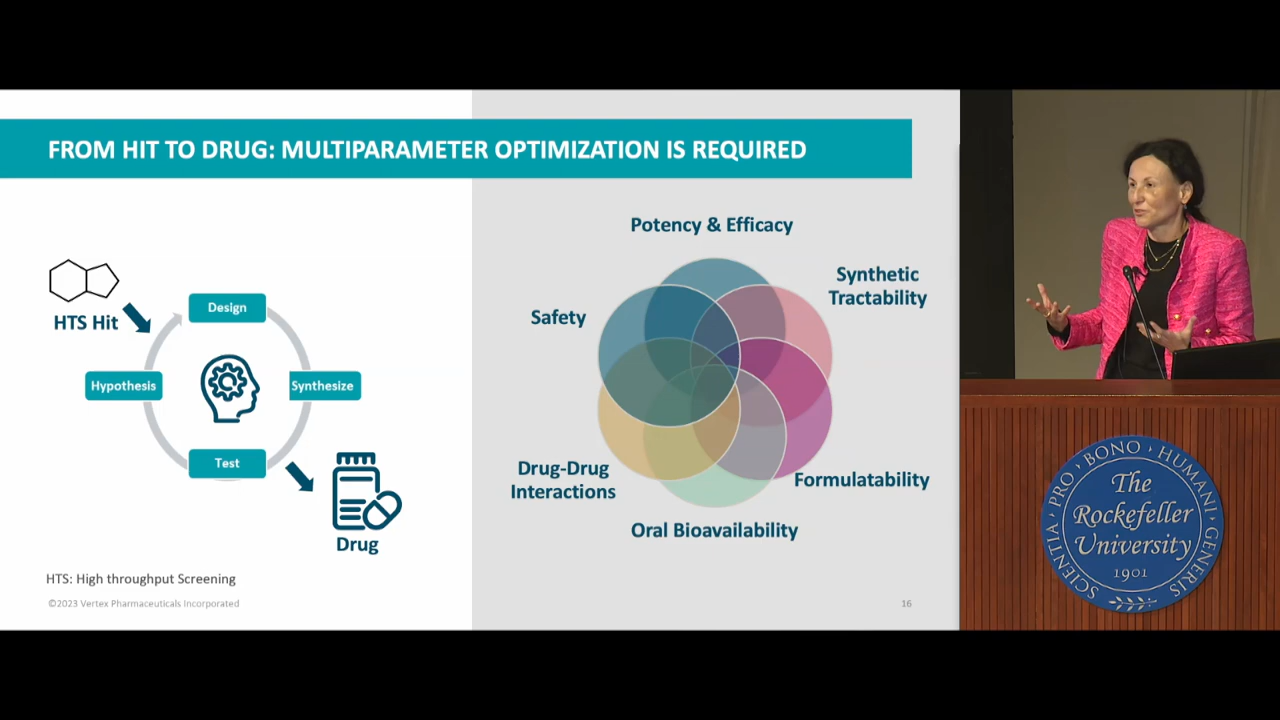 FROM HIT TO DRUG: MULTIPARAMETER OPTIMIZATION IS REQUIRED
HTS Hit
Design
Hypothesis
Synthesize
Test
Drug
HTS: High throughput Screening
©2023 Vertex Pharmaceuticals Incorporated
Potency & Efficacy
Synthetic
Tractability
Safety
Drug-Drug
Interactions
Formulatability
Oral Bioavailability
16
The
Rockefeller
University
1901
SCIENTIA · PRO · BONO · HUMANI · GENERIS